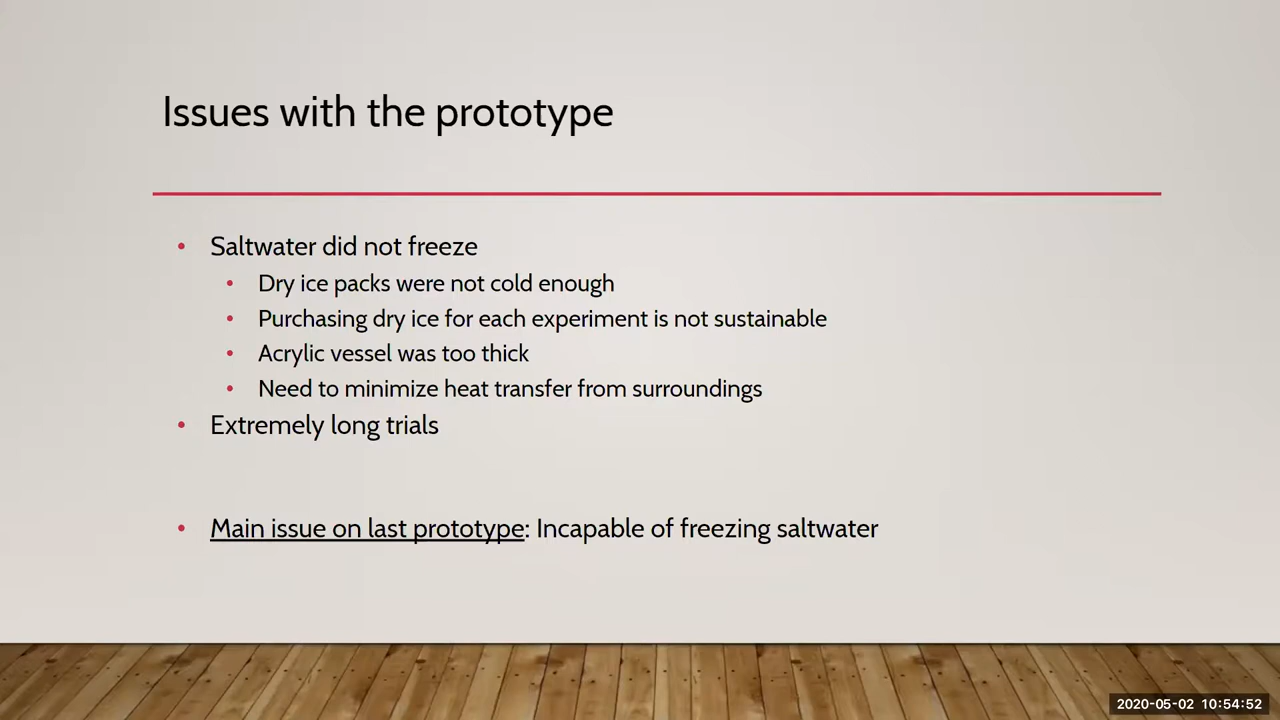 Issues with the prototype
Saltwater did not freeze
Dry ice packs were not cold enough
Purchasing dry ice for each experiment is not sustainable
Acrylic vessel was too thick
Need to minimize heat transfer from surroundings
Extremely long trials
Main issue on last prototype: Incapable of freezing saltwater
2020-05-02 10:54:52